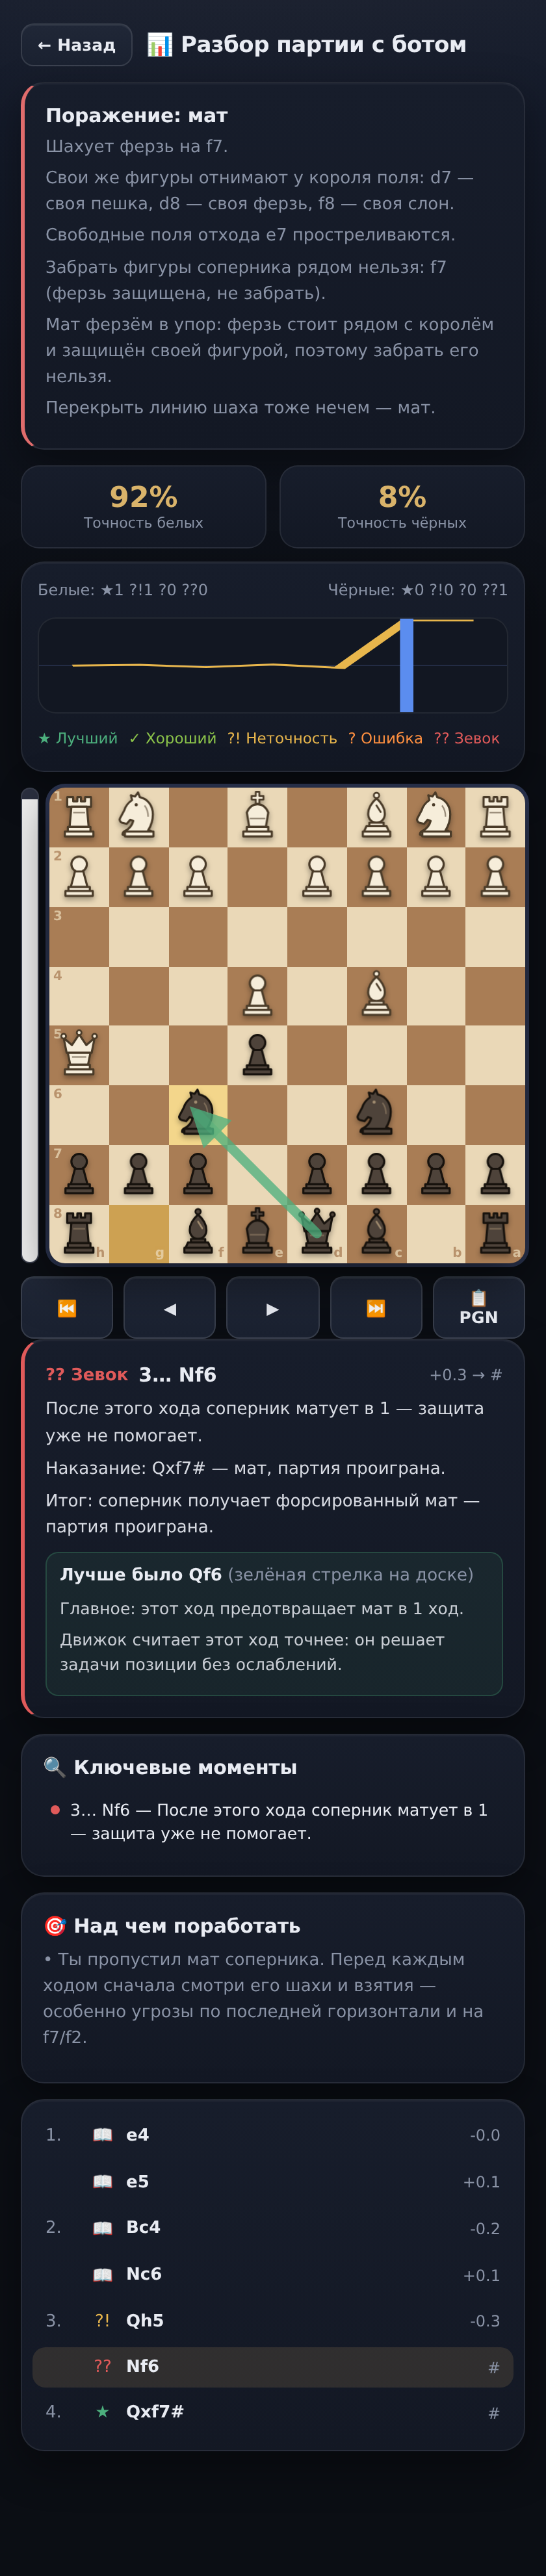 ← Назад
📊 Разбор партии с ботом
Поражение: мат
Шахует ферзь на f7.
Свои же фигуры отнимают у короля поля: d7 —
своя пешка, d8 — своя ферзь, f8 — своя слон.
Свободные поля отхода e7 простреливаются.
Забрать фигуры соперника рядом нельзя: f7
(ферзь защищена, не забрать).
Мат ферзём в упор: ферзь стоит рядом с королём
и защищён своей фигурой, поэтому забрать его
нельзя.
Перекрыть линию шаха тоже нечем — мат.
92%
Точность белых
8%
Точность чёрных
Белые: ★1 ?!1 ?0 ??0
Чёрные: ★0 ?!0 ?0 ??1
★ Лучший ✓ Хороший ?! Неточность ? Ошибка ?? Зевок
1
2
3
4
5
6
7
8
h g f e d c b a
⏮ ◀ ▶ ⏭ 📋
PGN
?? Зевок 3… Nf6 +0.3 → #
После этого хода соперник матует в 1 — защита
уже не помогает.
Наказание: Qxf7# — мат, партия проиграна.
Итог: соперник получает форсированный мат —
партия проиграна.
Лучше было Qf6 (зелёная стрелка на доске)
Главное: этот ход предотвращает мат в 1 ход.
Движок считает этот ход точнее: он решает
задачи позиции без ослаблений.
🔍 Ключевые моменты
3… Nf6 — После этого хода соперник матует в 1
— защита уже не помогает.
🎯 Над чем поработать
• Ты пропустил мат соперника. Перед каждым
ходом сначала смотри его шахи и взятия —
особенно угрозы по последней горизонтали и на
f7/f2.
1. 📖 e4 -0.0
📖 e5 +0.1
2. 📖 Bc4 -0.2
📖 Nc6 +0.1
3. ?! Qh5 -0.3
?? Nf6 #
4. ★ Qxf7# #